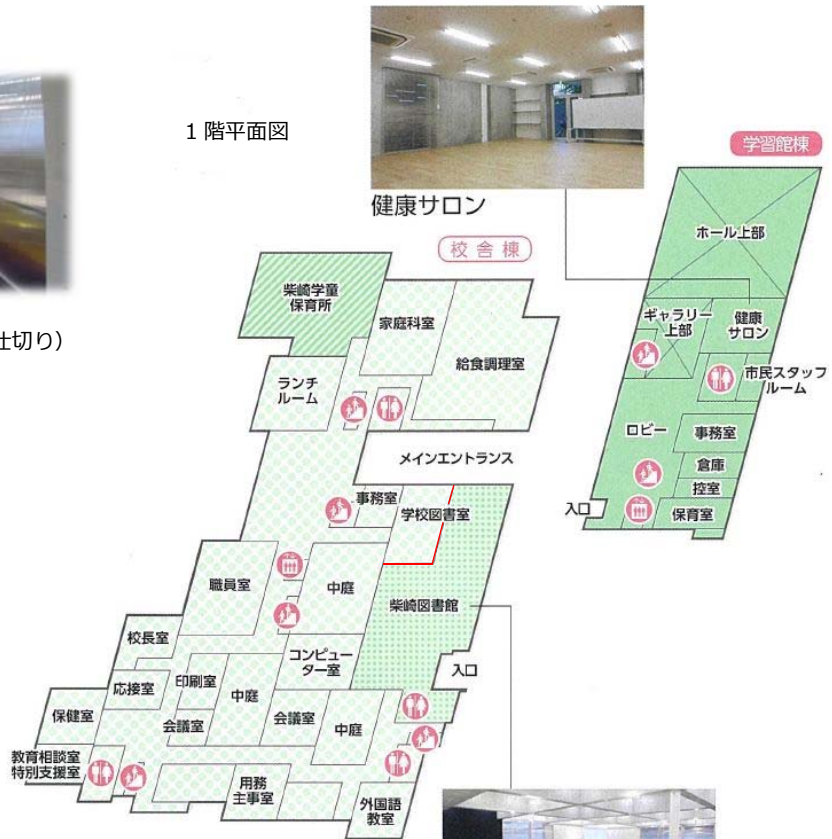 1 階平面図
健康サロン
学習館棟
校舎棟
仕切り）
ホール上部
ギャラリー
上部
健康
サロン
市民スタッフ
ルーム
ロビー
事務室
倉庫
控室
保育室
入口
柴崎学童
保育所
家庭科室
給食調理室
ランチ
ルーム
メインエントランス
事務室
学校図書室
職員室
中庭
柴崎図書館
校長室
コンピュー
ター室
入口
応接室
印刷室
中庭
保健室
会議室
会議室
中庭
教育相談室
特別支援室
用務
主事室
外国語
教室